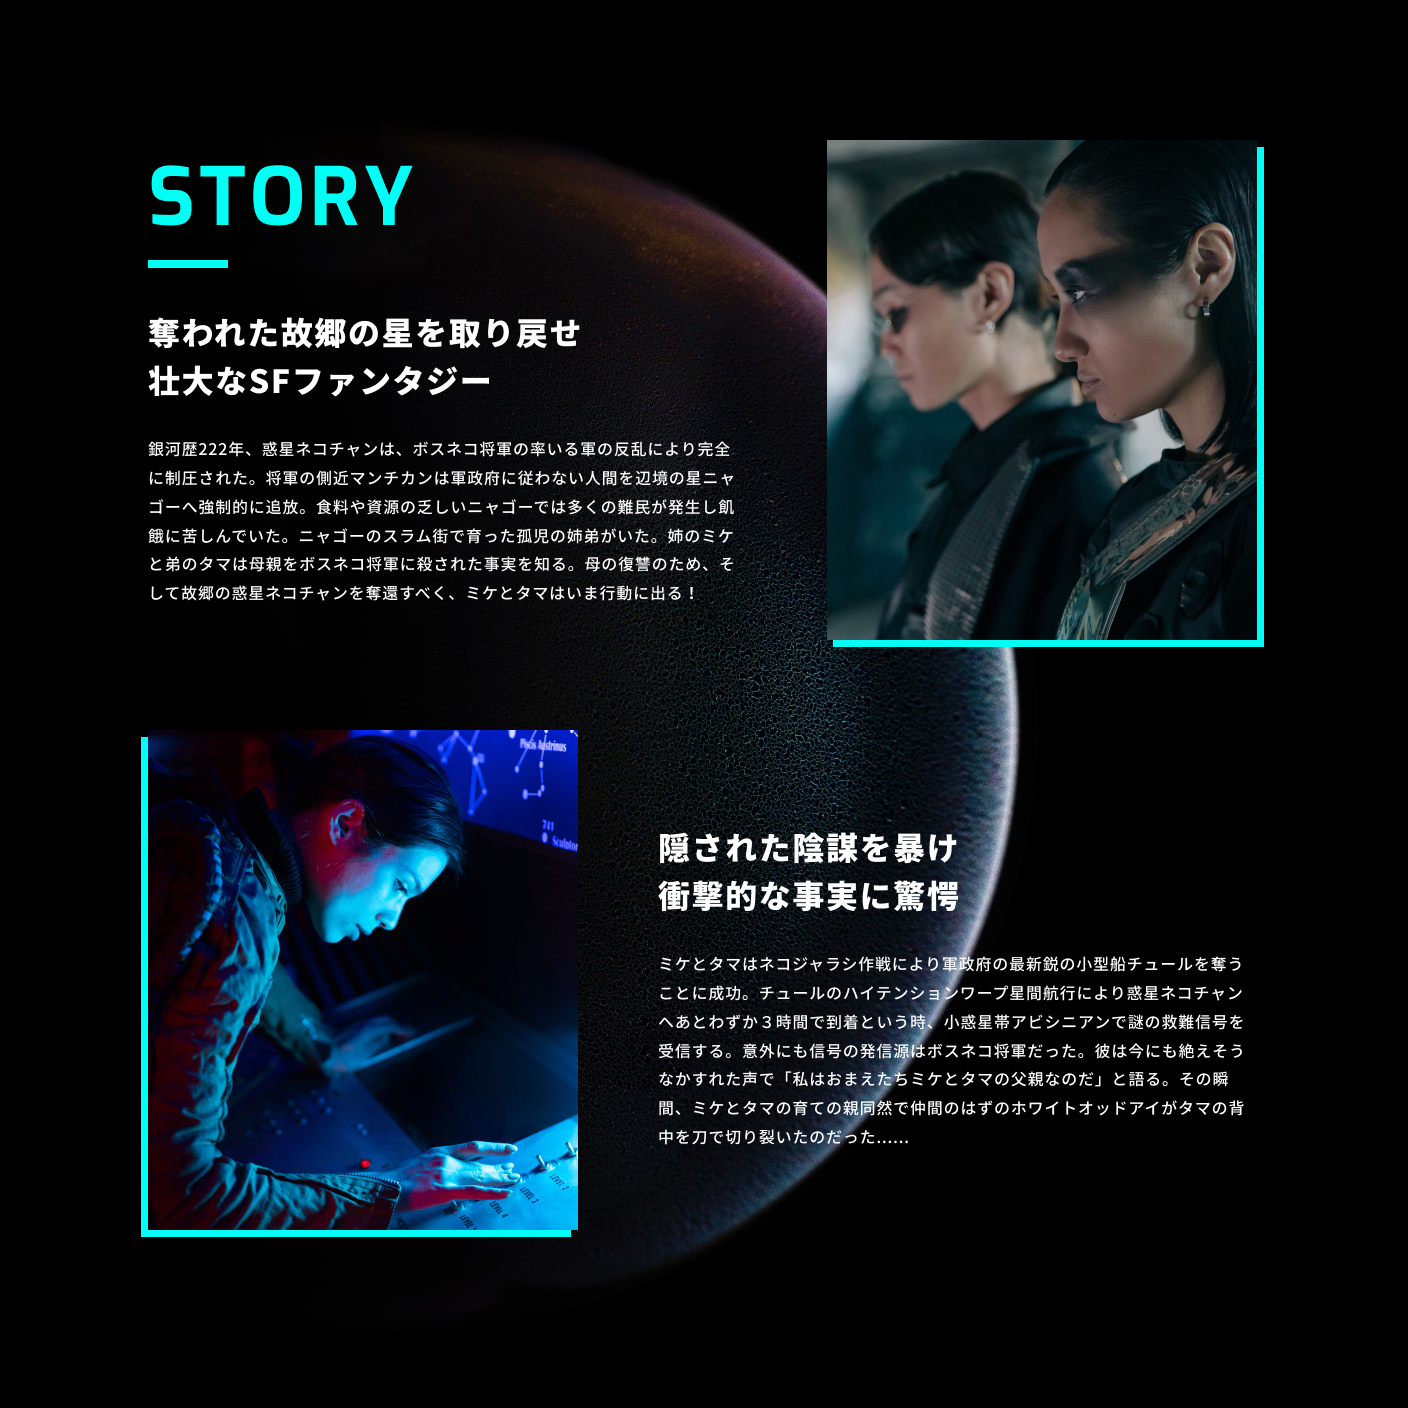 STORY
奪われた故郷の星を取り戻せ
壮大なSFファンタジー
銀河歴222年、惑星ネコチャンは、ボスネコ将軍の率いる軍の反乱により完全
に制圧された。将軍の側近マンチカンは軍政府に従わない人間を辺境の星ニャ
ゴーへ強制的に追放。食料や資源の乏しいニャゴーでは多くの難民が発生し飢
餓に苦しんでいた。ニャゴーのスラム街で育った孤児の姉弟がいた。姉のミケ
と弟のタマは母親をボスネコ将軍に殺された事実を知る。母の復讐のため、そ
して故郷の惑星ネコチャンを奪還すべく、ミケとタマはいま行動に出る！
Piscis Austrinus
741
Sculptor
LEVEL 2
LEVEL 3
LEVEL 4
隠された陰謀を暴け
衝撃的な事実に驚愕
ミケとタマはネコジャラシ作戦により軍政府の最新鋭の小型船チュールを奪う
ことに成功。チュールのハイテンションワープ星間航行により惑星ネコチャン
へあとわずか３時間で到着という時、小惑星帯アビシニアンで謎の救難信号を
受信する。意外にも信号の発信源はボスネコ将軍だった。彼は今にも絶えそう
なかすれた声で「私はおまえたちミケとタマの父親なのだ」と語る。その瞬
間、ミケとタマの育ての親同然で仲間のはずのホワイトオッドアイがタマの背
中を刀で切り裂いたのだった……